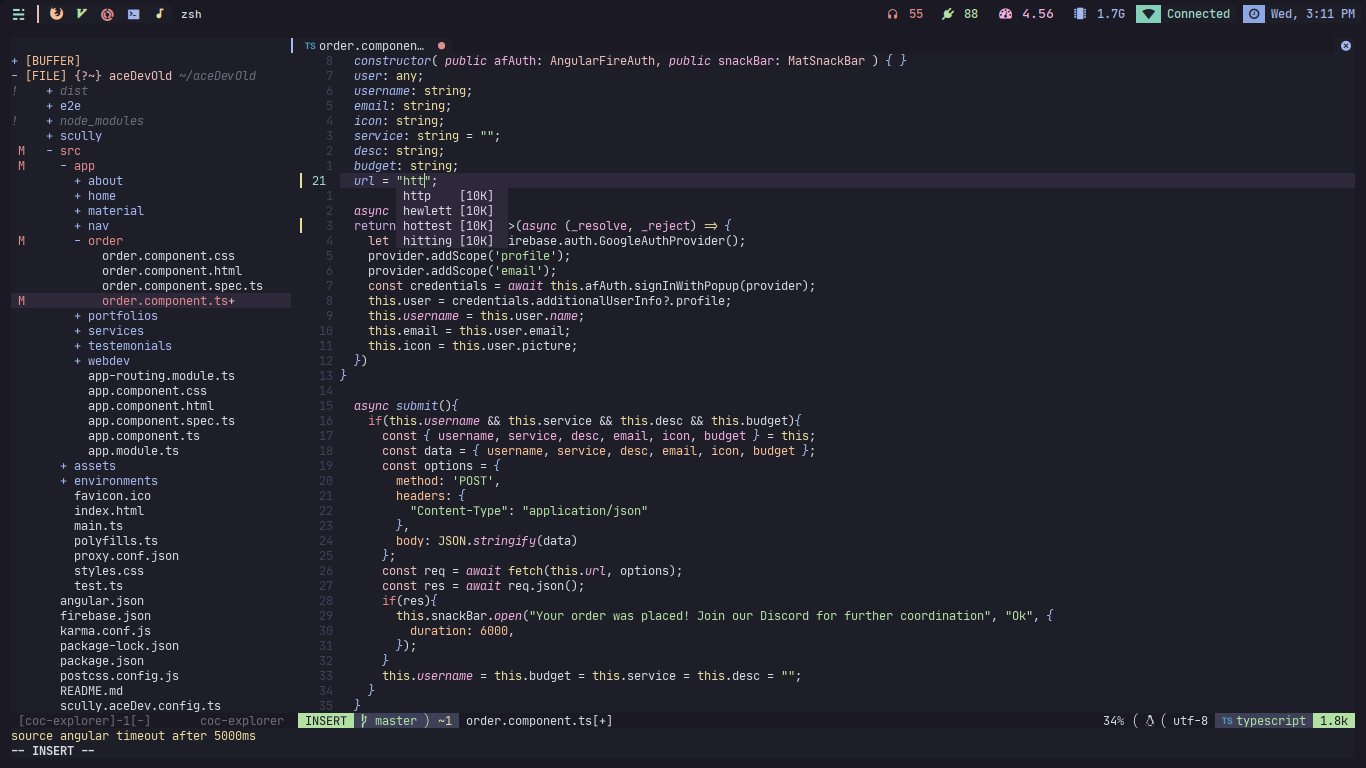 zsh 55 88 4.56 1.7G Connected Wed, 3:11 PM
TS order.componen…
+ [BUFFER]
- [FILE] {?~} aceDevOld ~/aceDevOld
! + dist
+ e2e
! + node_modules
+ scully
M - src
M - app
+ about
+ home
+ material
+ nav
M - order
order.component.css
order.component.html
order.component.spec.ts
M order.component.ts+
+ portfolios
+ services
+ testemonials
+ webdev
app-routing.module.ts
app.component.css
app.component.html
app.component.spec.ts
app.component.ts
app.module.ts
+ assets
+ environments
favicon.ico
index.html
main.ts
polyfills.ts
proxy.conf.json
styles.css
test.ts
angular.json
firebase.json
karma.conf.js
package-lock.json
package.json
postcss.config.js
README.md
scully.aceDev.config.ts
8 constructor( public afAuth: AngularFireAuth, public snackBar: MatSnackBar ) { }
7 user: any;
6 username: string;
5 email: string;
4 icon: string;
3 service: string = "";
2 desc: string;
1 budget: string;
21 url = "htt";
1 http [10K]
2 async hewlett [10K]
3 return hottest [10K] >(async (_resolve, _reject) => {
4 let hitting [10K] irebase.auth.GoogleAuthProvider();
5 provider.addScope('profile');
6 provider.addScope('email');
7 const credentials = await this.afAuth.signInWithPopup(provider);
8 this.user = credentials.additionalUserInfo?.profile;
9 this.username = this.user.name;
10 this.email = this.user.email;
11 this.icon = this.user.picture;
12 })
13 }
14
15 async submit(){
16 if(this.username && this.service && this.desc && this.budget){
17 const { username, service, desc, email, icon, budget } = this;
18 const data = { username, service, desc, email, icon, budget };
19 const options = {
20 method: 'POST',
21 headers: {
22 "Content-Type": "application/json"
23 },
24 body: JSON.stringify(data)
25 };
26 const req = await fetch(this.url, options);
27 const res = await req.json();
28 if(res){
29 this.snackBar.open("Your order was placed! Join our Discord for further coordination", "Ok", {
30 duration: 6000,
31 });
32 }
33 this.username = this.budget = this.service = this.desc = "";
34 }
35 }
[coc-explorer]-1[-] coc-explorer INSERT master ) ~1 order.component.ts[+] 34% ( ( utf-8 TS typescript 1.8k
source angular timeout after 5000ms
-- INSERT --